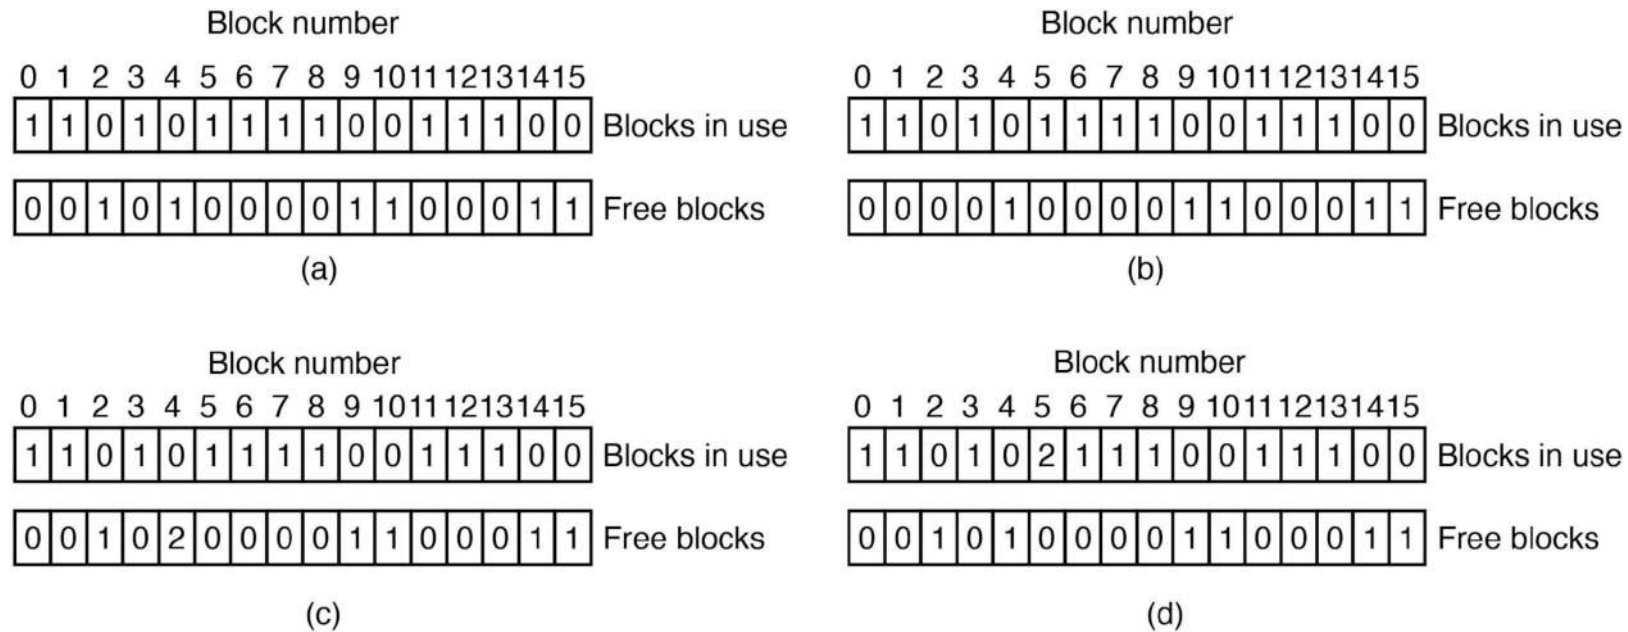 Block number
0 1 2 3 4 5 6 7 8 9 10 11 12 13 14 15
1 1 0 1 0 1 1 1 1 0 0 1 1 1 0 0 Blocks in use
0 0 1 0 1 0 0 0 0 1 1 0 0 0 1 1 Free blocks
(a)
Block number
0 1 2 3 4 5 6 7 8 9 10 11 12 13 14 15
1 1 0 1 0 1 1 1 1 0 0 1 1 1 0 0 Blocks in use
0 0 0 0 1 0 0 0 0 1 1 0 0 0 1 1 Free blocks
(b)
Block number
0 1 2 3 4 5 6 7 8 9 10 11 12 13 14 15
1 1 0 1 0 1 1 1 1 0 0 1 1 1 0 0 Blocks in use
0 0 1 0 2 0 0 0 0 1 1 0 0 0 1 1 Free blocks
(c)
Block number
0 1 2 3 4 5 6 7 8 9 10 11 12 13 14 15
1 1 0 1 0 2 1 1 1 0 0 1 1 1 0 0 Blocks in use
0 0 1 0 1 0 0 0 0 1 1 0 0 0 1 1 Free blocks
(d)